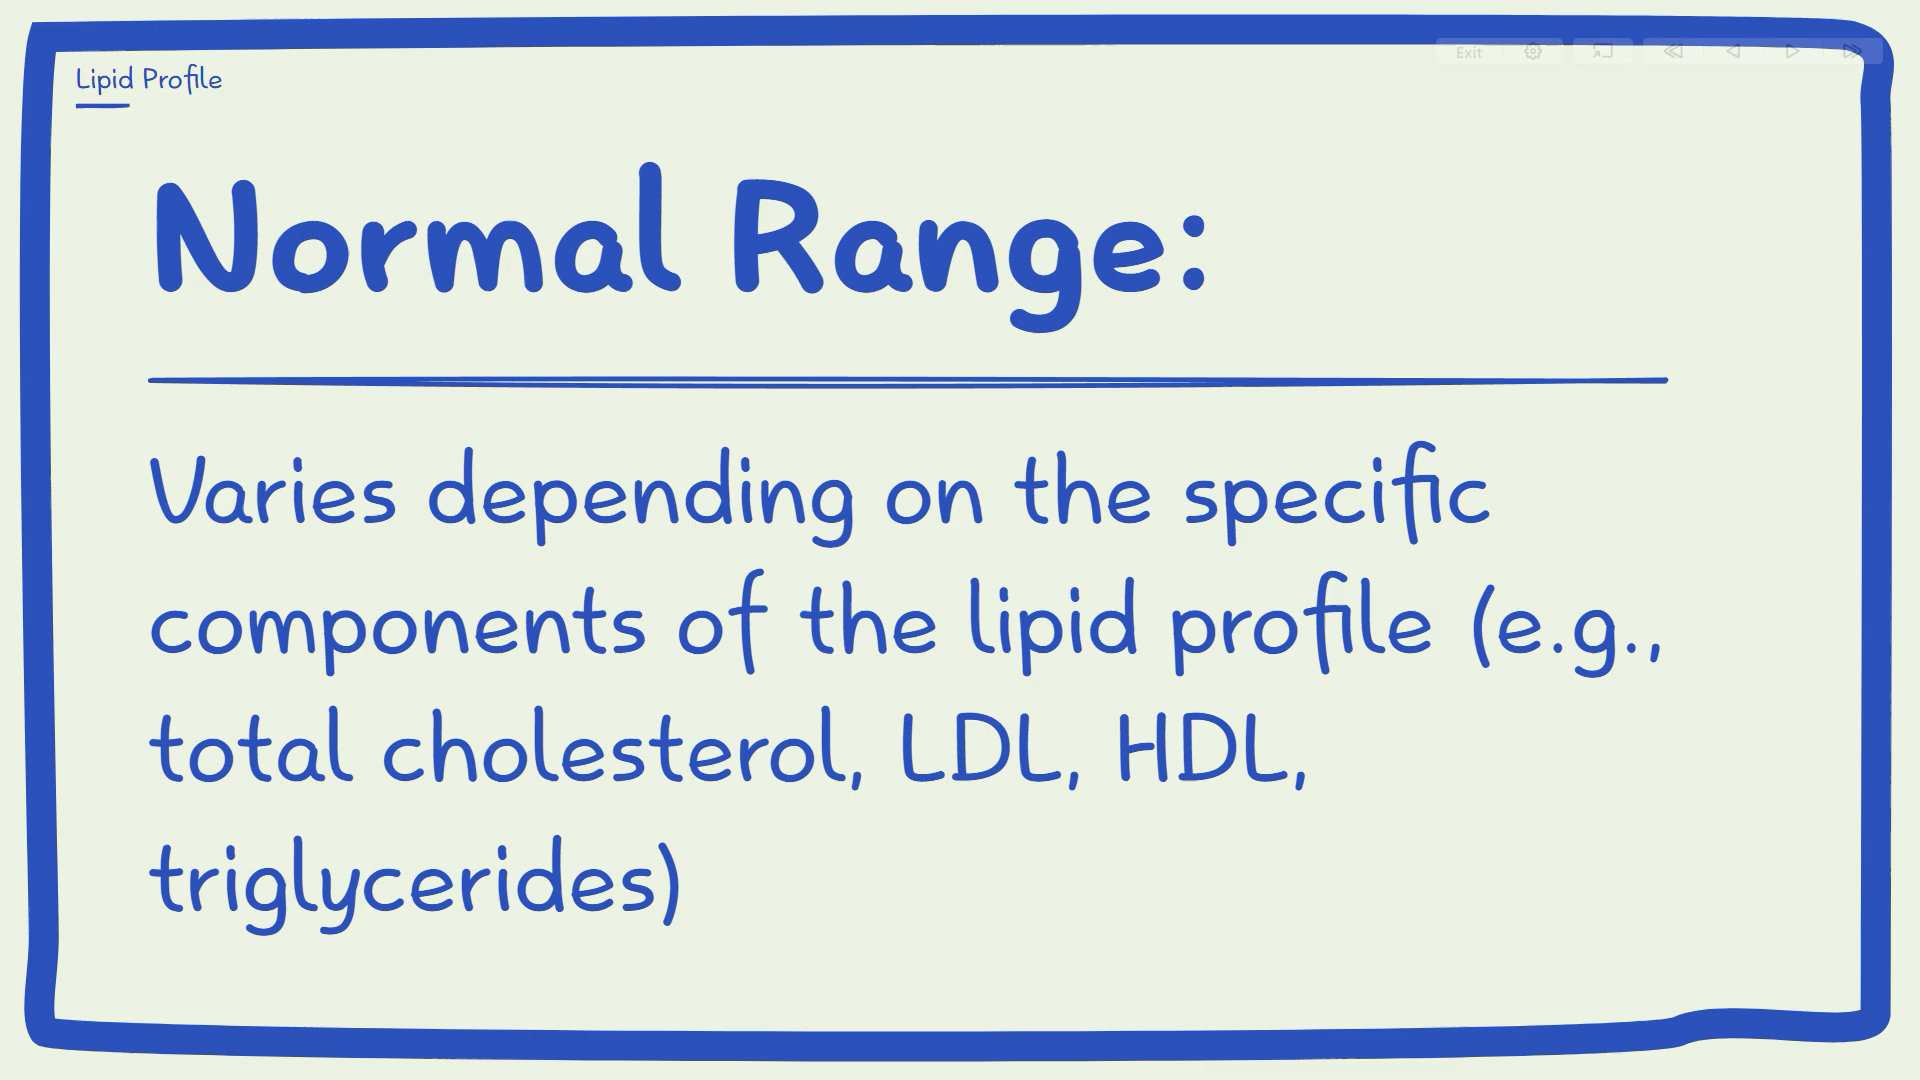 Exit
Lipid Profile
Normal Range:
Varies depending on the specific
components of the lipid profile (e.g.,
total cholesterol, LDL, HDL,
triglycerides)